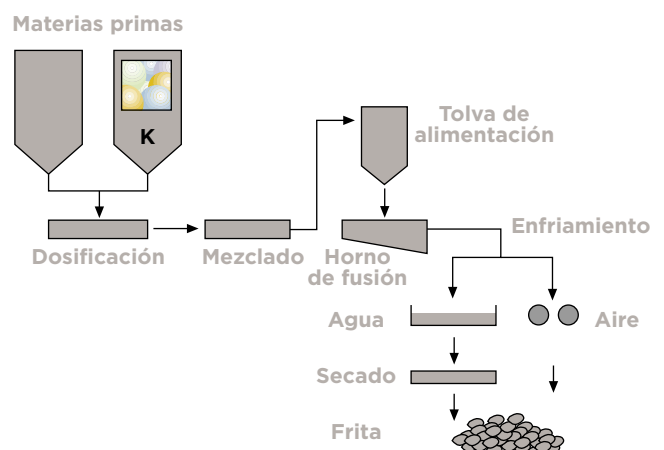 Materias primas
K
Tolva de
alimentación
Dosificación
Mezclado
Horno
de fusión
Enfriamiento
Agua
Aire
Secado
Frita